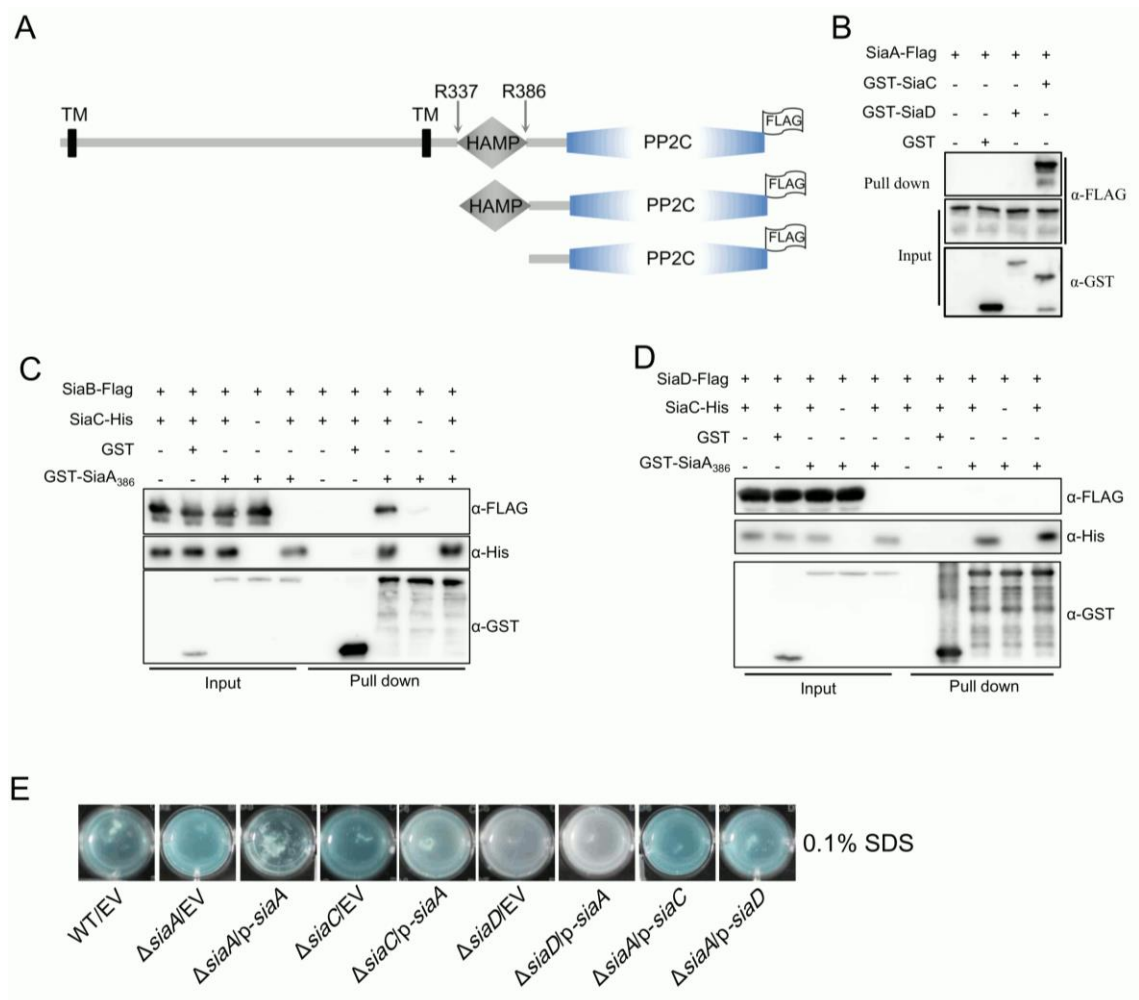 A
TM
TM
R337
R386
HAMP
PP2C
FLAG
HAMP
PP2C
FLAG
PP2C
FLAG
B
SiaA-Flag + + + +
GST-SiaC - - - +
GST-SiaD - - + -
GST - + - -
Pull down
α-FLAG
Input
α-GST
C
SiaB-Flag + + + + + + + + + +
SiaC-His + + + - + + + + - +
GST - + - - - - + - - -
GST-SiaA386 - - + + + - - + + +
α-FLAG
α-His
α-GST
Input
Pull down
D
SiaD-Flag + + + + + + + + + +
SiaC-His + + + - + + + + - +
GST - + - - - - + - - -
GST-SiaA386 - - + + + - - + + +
α-FLAG
α-His
α-GST
Input
Pull down
E
0.1% SDS
WT/EV
ΔsiaA/EV
ΔsiaA/p-siaA
ΔsiaC/EV
ΔsiaC/p-siaA
ΔsiaD/EV
ΔsiaD/p-siaA
ΔsiaA/p-siaC
ΔsiaA/p-siaD